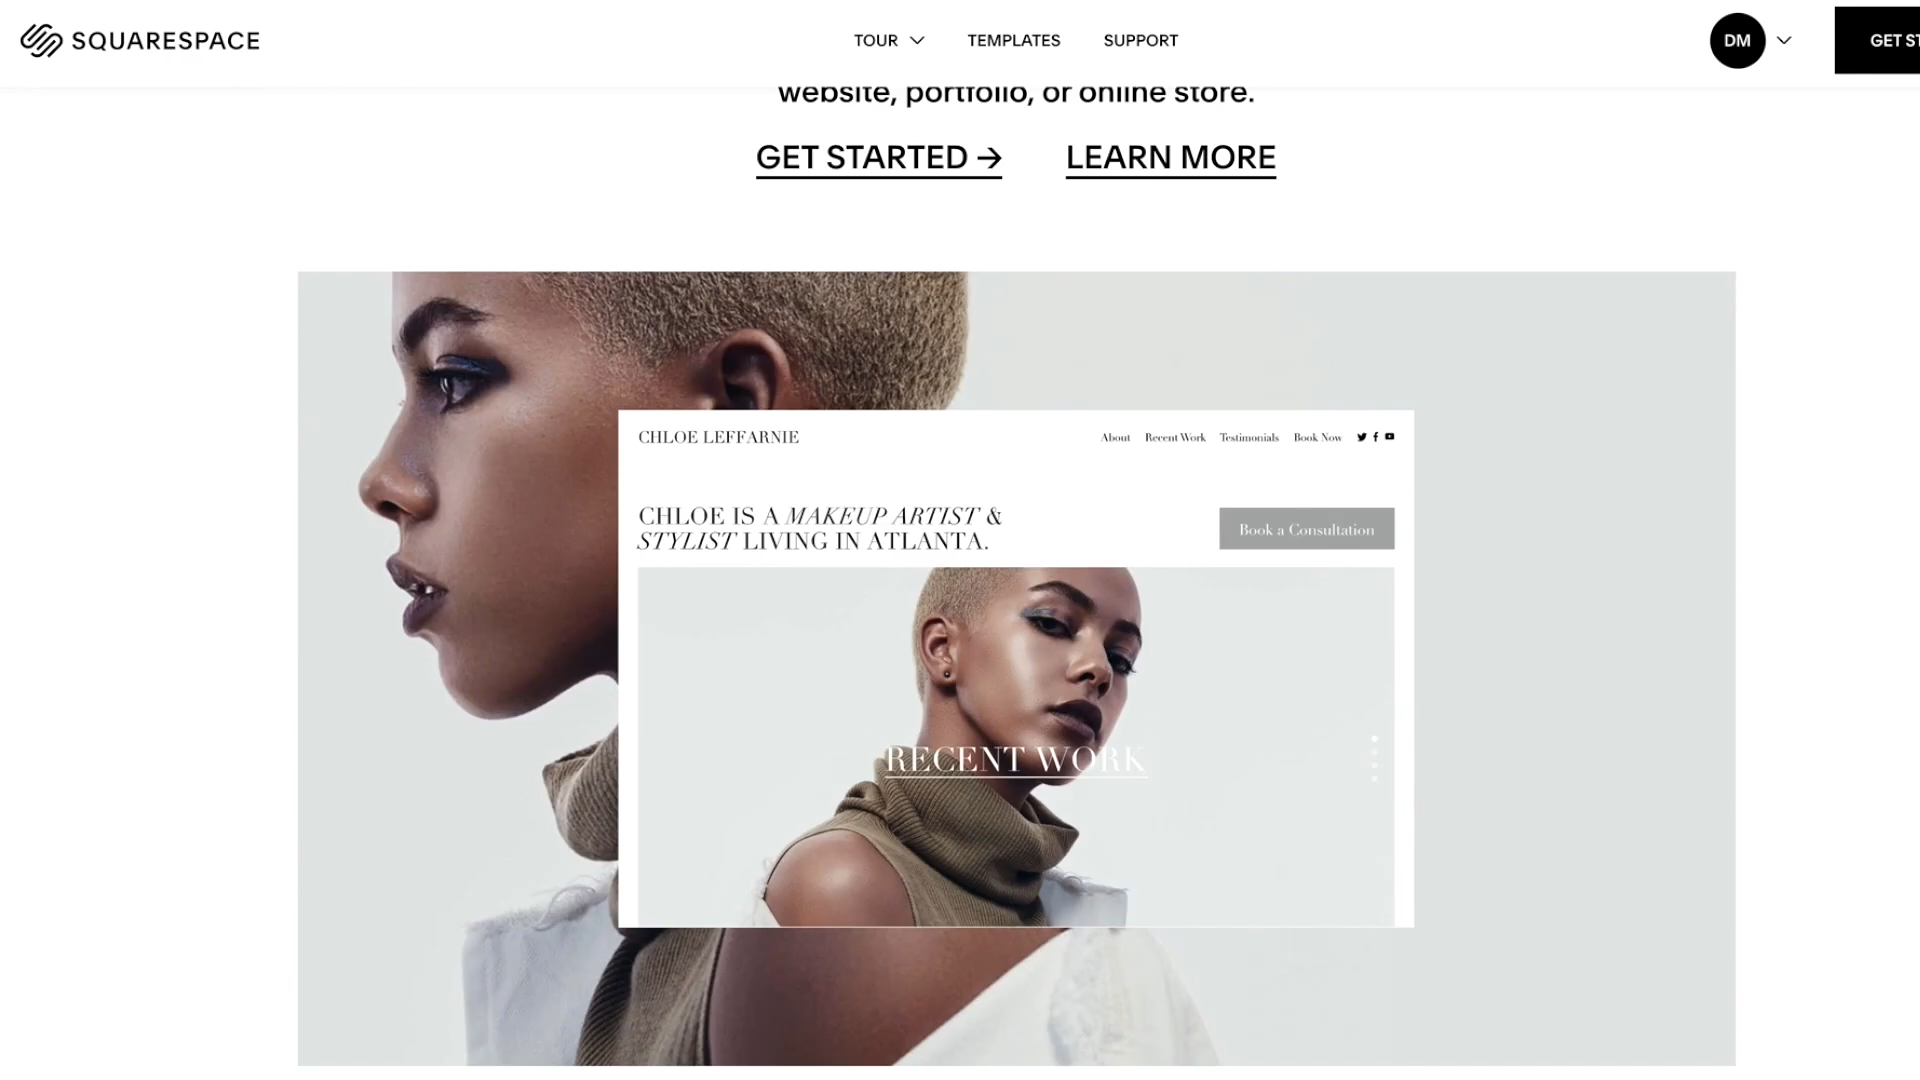 SQUARESPACE
TOUR
TEMPLATES
SUPPORT
DM
GET ST
website, portfolio, or online store.
GET STARTED →
LEARN MORE
CHLOE LEFFARNIE
About
Recent Work
Testimonials
Book Now
CHLOE IS A MAKEUP ARTIST &
STYLIST LIVING IN ATLANTA.
Book a Consultation
RECENT WORK